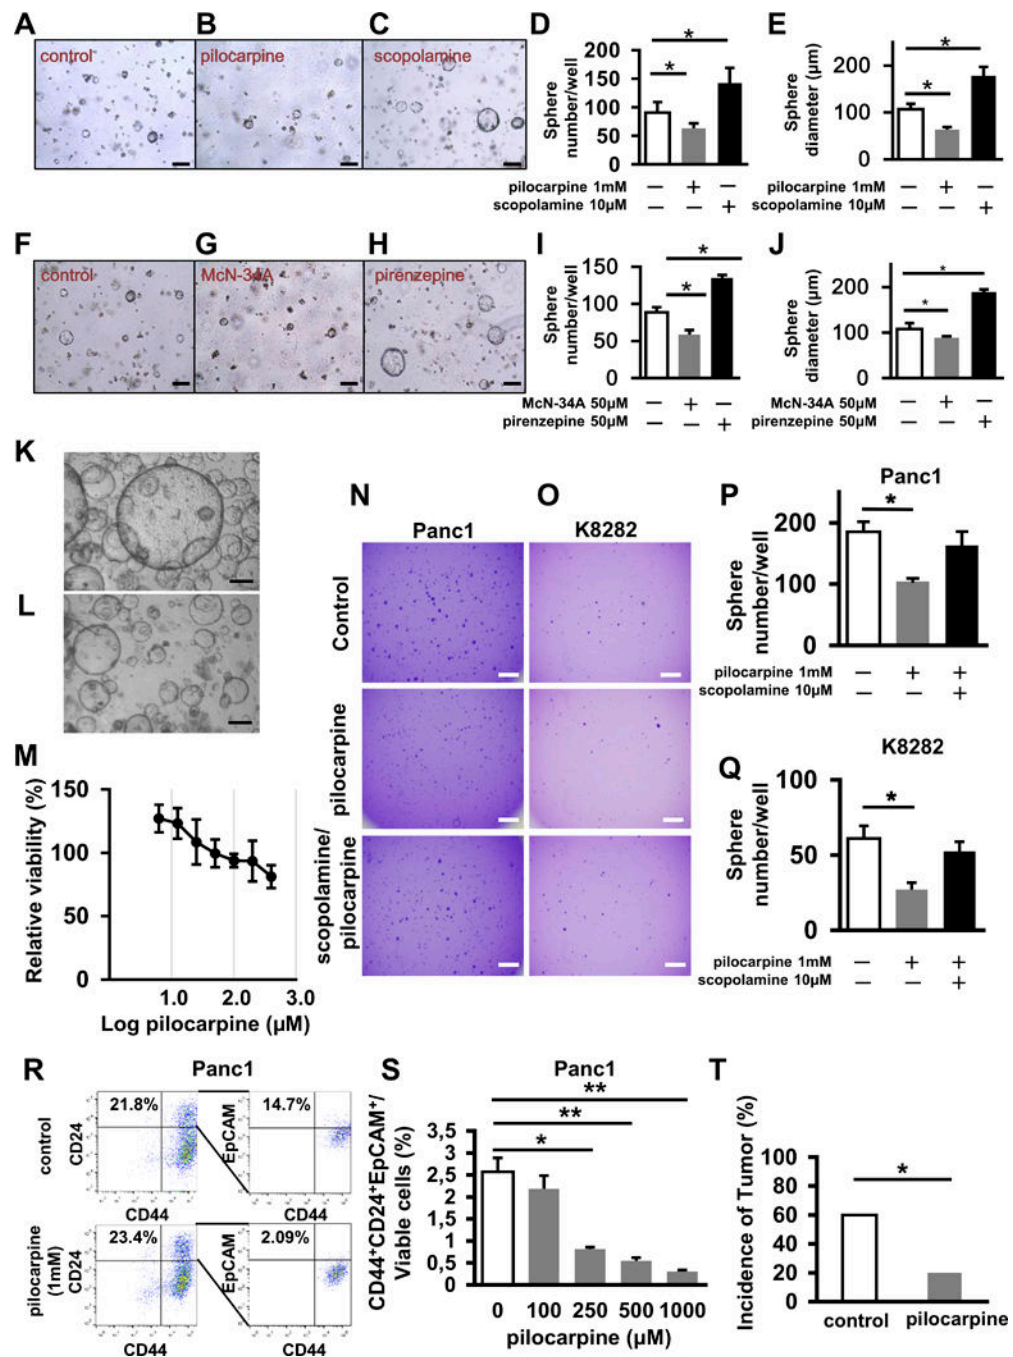 A B C D E
control pilocarpine scopolamine
Sphere number/well
200
150
100
50
0
* *
pilocarpine 1mM — + —
scopolamine 10µM — — +
Sphere diameter (µm)
200
100
0
* *
pilocarpine 1mM — + —
scopolamine 10µM — — +
F G H I J
control McN-34A pirenzepine
Sphere number/well
150
100
50
0
* *
McN-34A 50µM — + —
pirenzepine 50µM — — +
Sphere diameter (µm)
200
100
0
* *
McN-34A 50µM — + —
pirenzepine 50µM — — +
K
L
M
Relative viability (%)
150
100
50
0
1.0 2.0 3.0
Log pilocarpine (µM)
N O
Panc1 K8282
Control
pilocarpine
scopolamine/
pilocarpine
P
Panc1
Sphere number/well
200
100
0
*
pilocarpine 1mM — + +
scopolamine 10µM — — +
Q
K8282
Sphere number/well
100
50
0
*
pilocarpine 1mM — + +
scopolamine 10µM — — +
R
Panc1
control
CD24
21.8%
EpCAM
14.7%
CD44 CD44
pilocarpine
(1mM)
CD24
23.4%
EpCAM
2.09%
CD44 CD44
S
Panc1
CD44+CD24+EpCAM+/
Viable cells (%)
3,5
3
2,5
2
1,5
1
0,5
0
**
**
*
0 100 250 500 1000
pilocarpine (µM)
T
Incidence of Tumor (%)
100
80
60
40
20
0
*
control pilocarpine